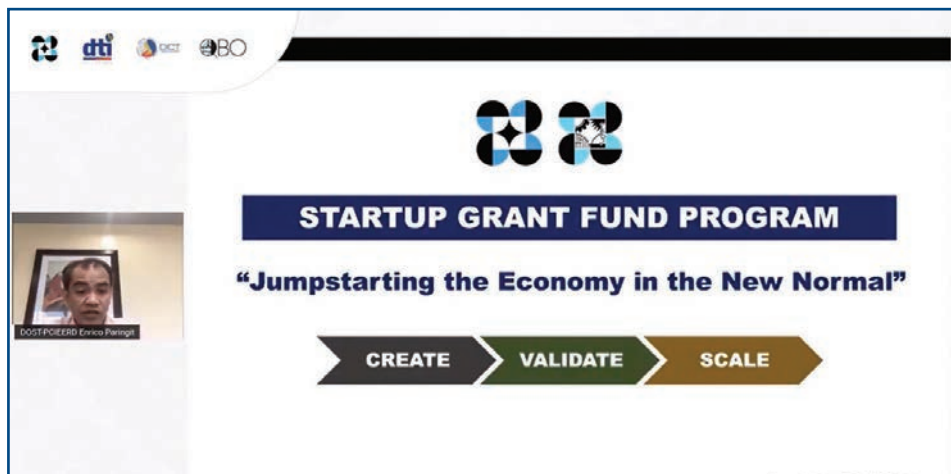 dti DICT QBO
STARTUP GRANT FUND PROGRAM
“Jumpstarting the Economy in the New Normal”
DOST-PCIEERD Enrico Paringit
CREATE VALIDATE SCALE